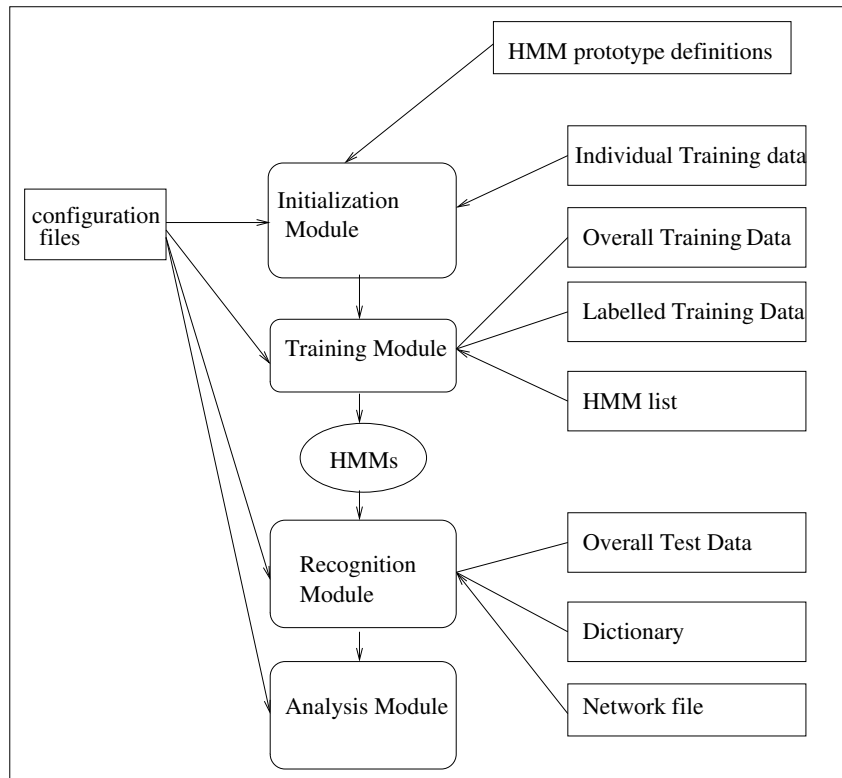 HMM prototype definitions
Individual Training data
Initialization
Module
configuration
files
Overall Training Data
Labelled Training Data
Training Module
HMM list
HMMs
Overall Test Data
Recognition
Module
Dictionary
Analysis Module
Network file